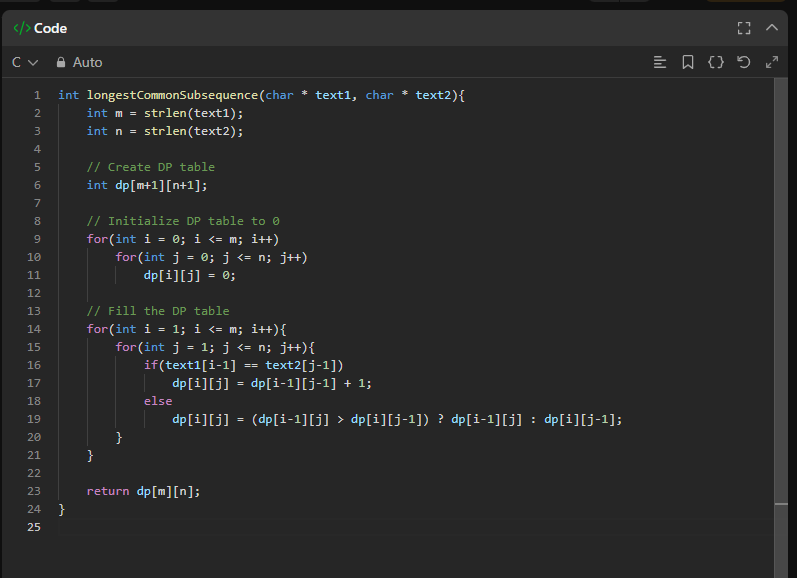 </> Code
C Auto
1 int longestCommonSubsequence(char * text1, char * text2){
2     int m = strlen(text1);
3     int n = strlen(text2);
4
5     // Create DP table
6     int dp[m+1][n+1];
7
8     // Initialize DP table to 0
9     for(int i = 0; i <= m; i++)
10         for(int j = 0; j <= n; j++)
11             dp[i][j] = 0;
12
13     // Fill the DP table
14     for(int i = 1; i <= m; i++){
15         for(int j = 1; j <= n; j++){
16             if(text1[i-1] == text2[j-1])
17                 dp[i][j] = dp[i-1][j-1] + 1;
18             else
19                 dp[i][j] = (dp[i-1][j] > dp[i][j-1]) ? dp[i-1][j] : dp[i][j-1];
20         }
21     }
22
23     return dp[m][n];
24 }
25